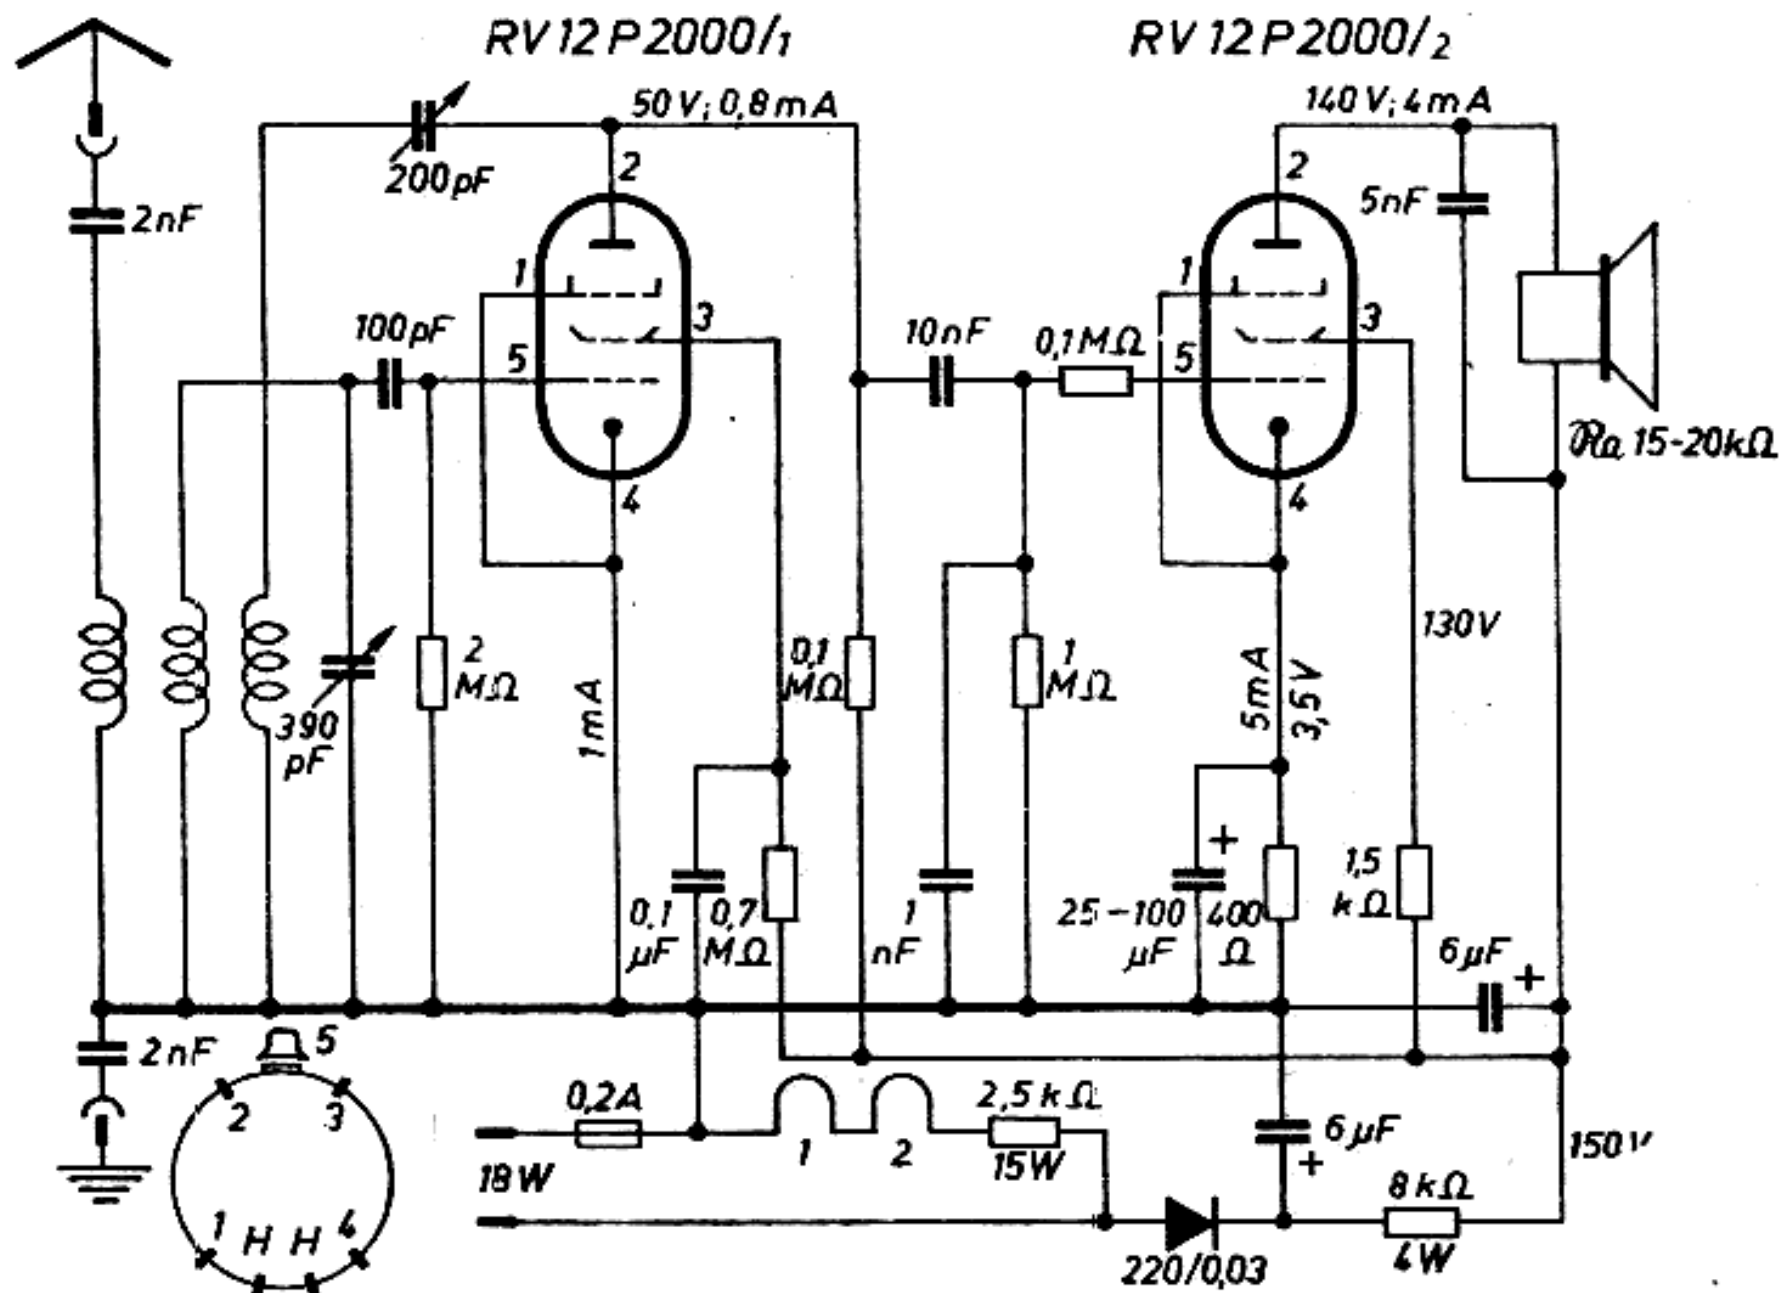 RV 12 P 2000/1
RV 12 P 2000/2
50 V; 0,8 mA
140 V; 4 mA
200 pF
2
2
2 nF
5 nF
1
3
1
3
100 pF
5
10 nF
0,1 MΩ
5
Ra 15-20 kΩ
4
4
130 V
2
MΩ
0,1
MΩ
1
MΩ
5 mA
3,5 V
390
pF
1 mA
0,1
µF
0,7
MΩ
1
nF
25-100
µF
+
400
Ω
1,5
kΩ
6 µF
+
2 nF
5
2
3
1
H
H
4
0,2 A
18 W
1
2
2,5 kΩ
15 W
6 µF
+
150 V
220/0,03
8 kΩ
4 W